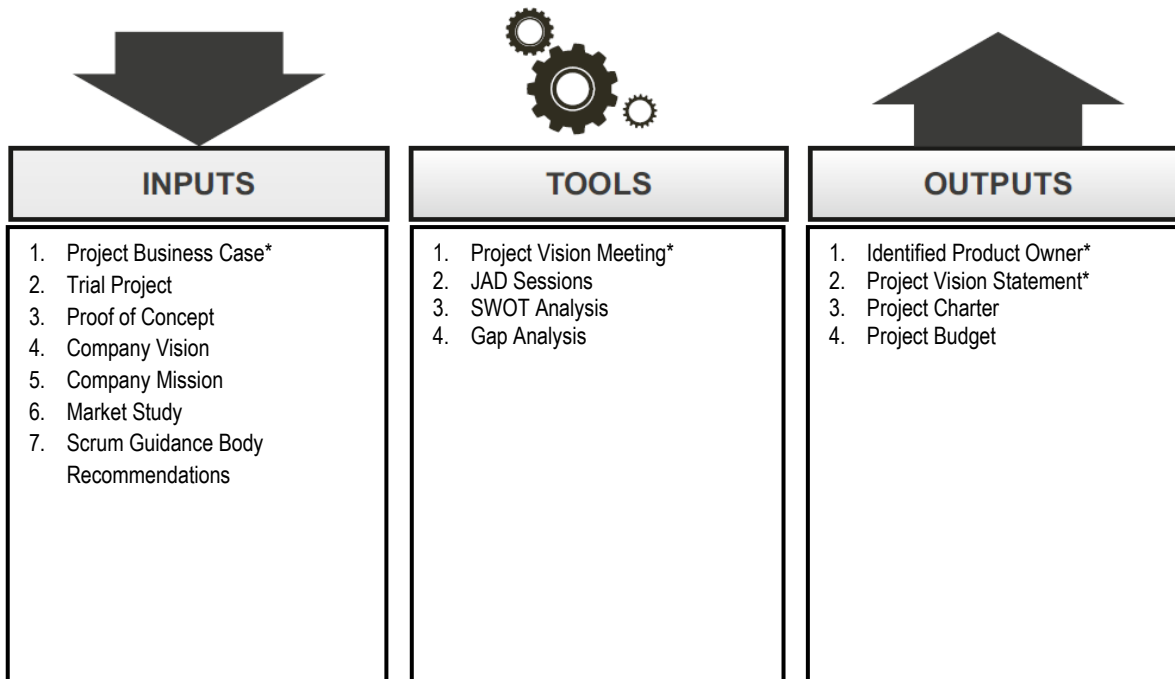 INPUTS
1. Project Business Case*
2. Trial Project
3. Proof of Concept
4. Company Vision
5. Company Mission
6. Market Study
7. Scrum Guidance Body
Recommendations
TOOLS
1. Project Vision Meeting*
2. JAD Sessions
3. SWOT Analysis
4. Gap Analysis
OUTPUTS
1. Identified Product Owner*
2. Project Vision Statement*
3. Project Charter
4. Project Budget